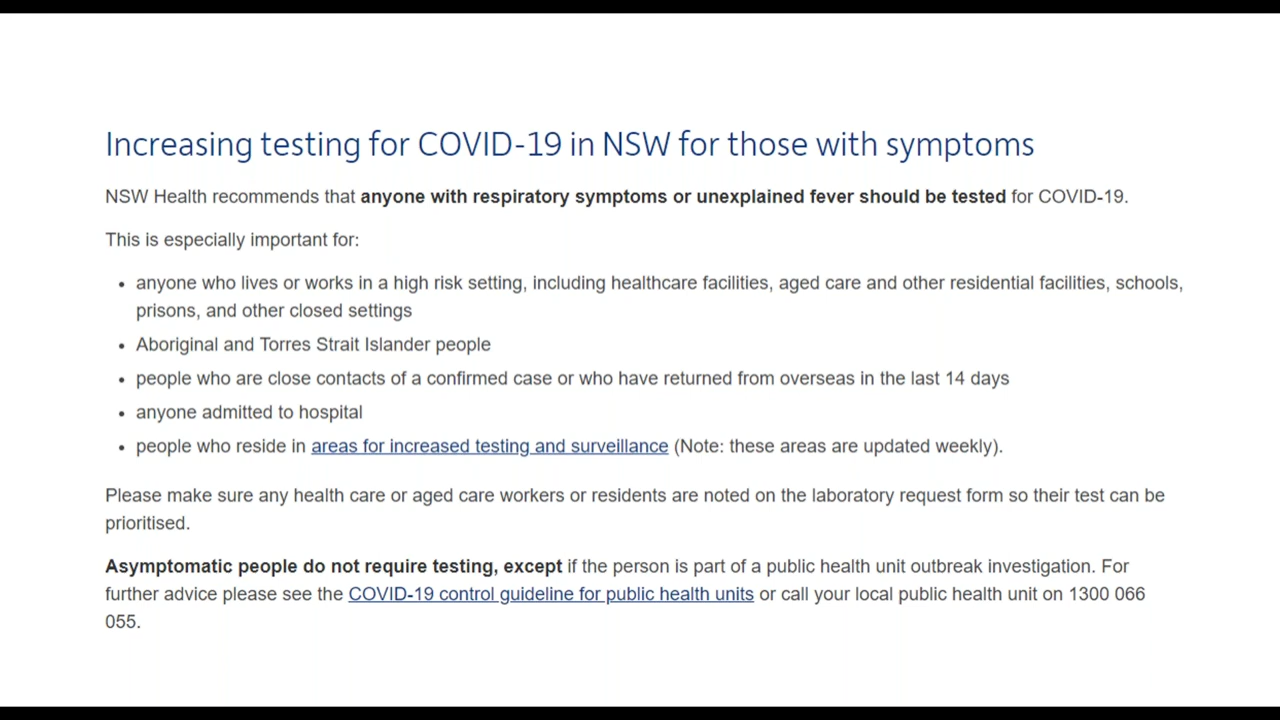 Increasing testing for COVID-19 in NSW for those with symptoms
NSW Health recommends that anyone with respiratory symptoms or unexplained fever should be tested for COVID-19.
This is especially important for:
• anyone who lives or works in a high risk setting, including healthcare facilities, aged care and other residential facilities, schools,
prisons, and other closed settings
• Aboriginal and Torres Strait Islander people
• people who are close contacts of a confirmed case or who have returned from overseas in the last 14 days
• anyone admitted to hospital
• people who reside in areas for increased testing and surveillance (Note: these areas are updated weekly).
Please make sure any health care or aged care workers or residents are noted on the laboratory request form so their test can be
prioritised.
Asymptomatic people do not require testing, except if the person is part of a public health unit outbreak investigation. For
further advice please see the COVID-19 control guideline for public health units or call your local public health unit on 1300 066
055.